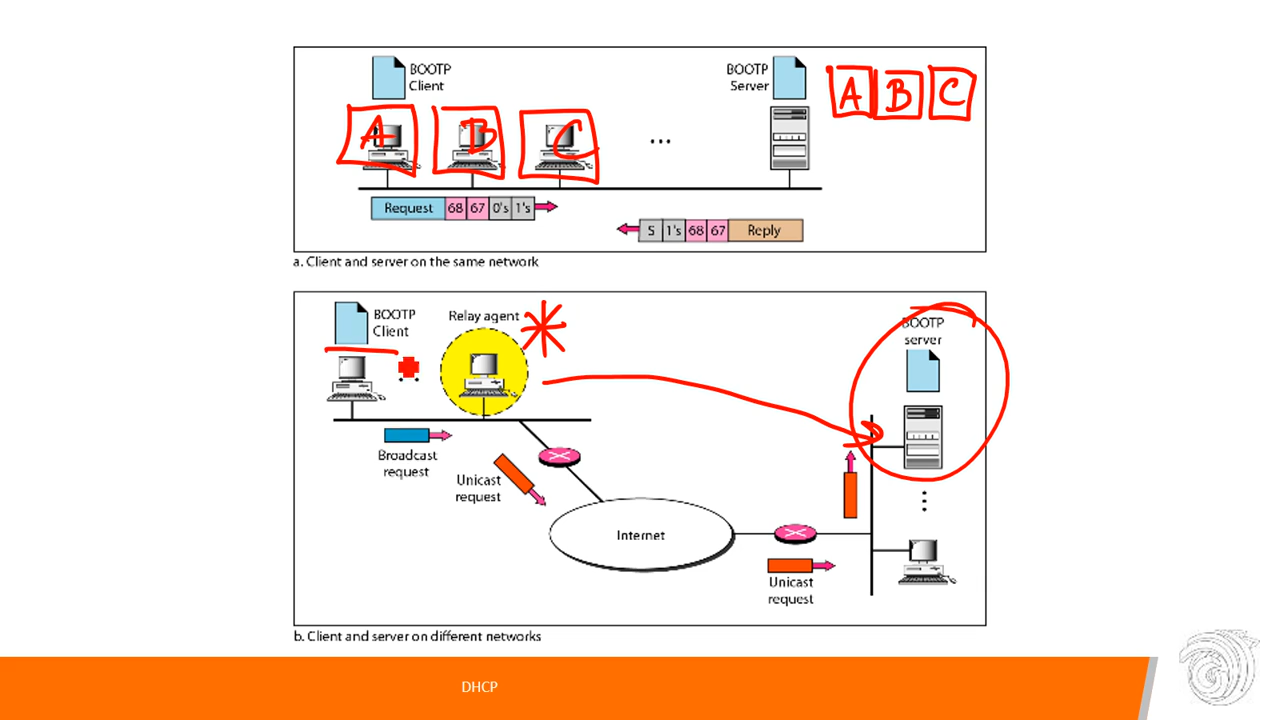 BOOTP
Client
BOOTP
Server
A B C
A B C
...
Request 68 67 0's 1's
5 1's 68 67 Reply
a. Client and server on the same network
BOOTP
Client
Relay agent
BOOTP
server
Broadcast
request
Unicast
request
Internet
Unicast
request
b. Client and server on different networks
DHCP